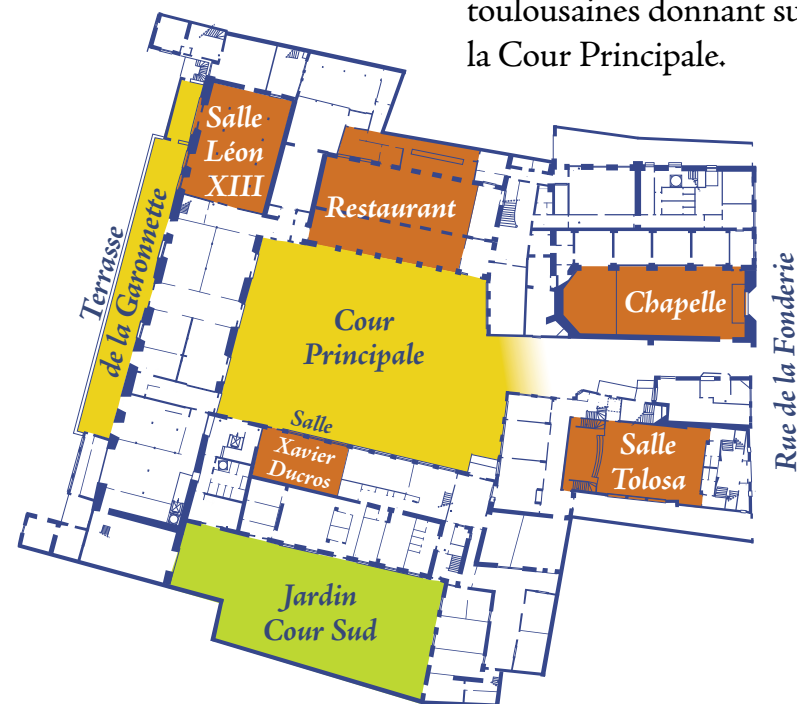 toulousaines donnant su
la Cour Principale.
Salle
Léon
XIII
Restaurant
Terrasse
de la Garonnette
Chapelle
Rue de la Fonderie
Cour
Principale
Salle
Xavier
Ducros
Salle
Tolosa
Jardin
Cour Sud